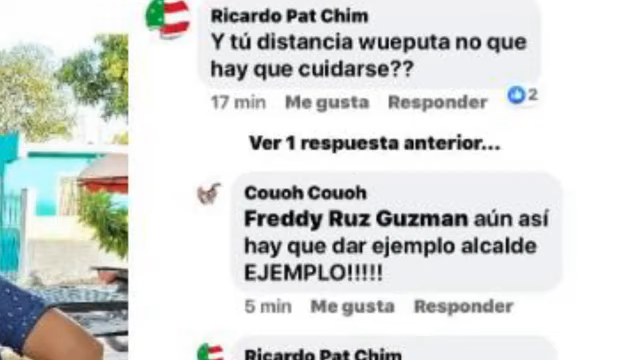 Ricardo Pat Chim
Y tú distancia wueputa no que
hay que cuidarse??
17 min Me gusta Responder 2
Ver 1 respuesta anterior...
Couoh Couoh
Freddy Ruz Guzman aún así
hay que dar ejemplo alcalde
EJEMPLO!!!!!
5 min Me gusta Responder
Ricardo Pat Chim